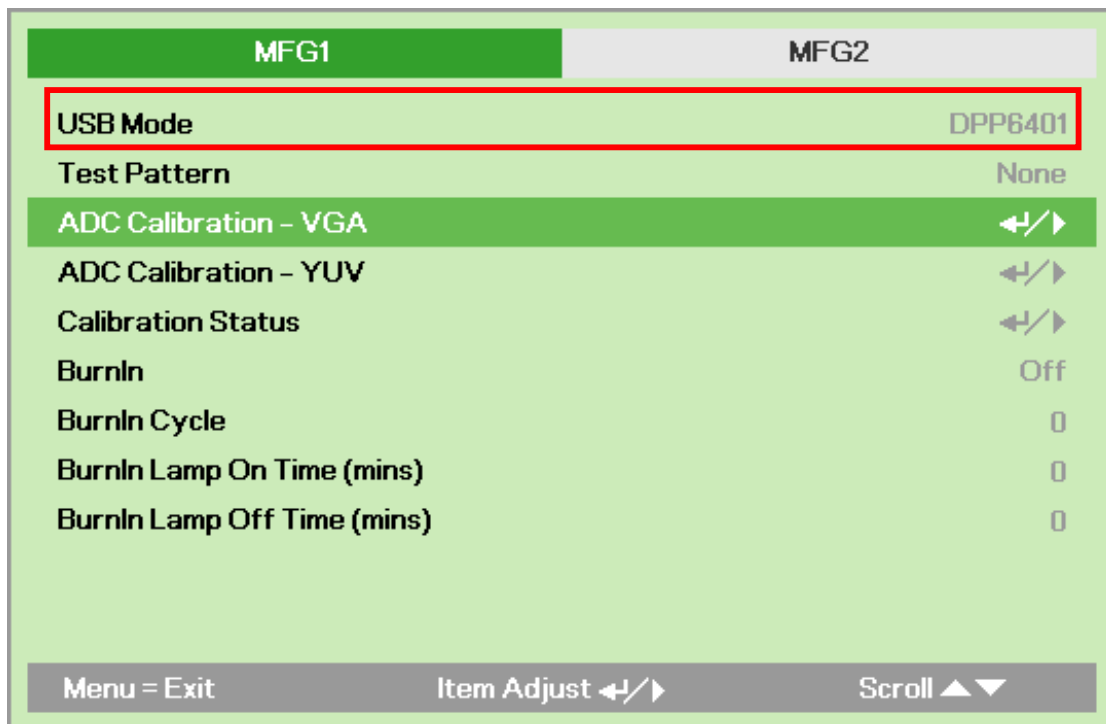 MFG1 MFG2
USB Mode DPP6401
Test Pattern None
ADC Calibration - VGA
ADC Calibration - YUV
Calibration Status
BurnIn Off
BurnIn Cycle 0
BurnIn Lamp On Time (mins) 0
BurnIn Lamp Off Time (mins) 0
Menu = Exit Item Adjust Scroll